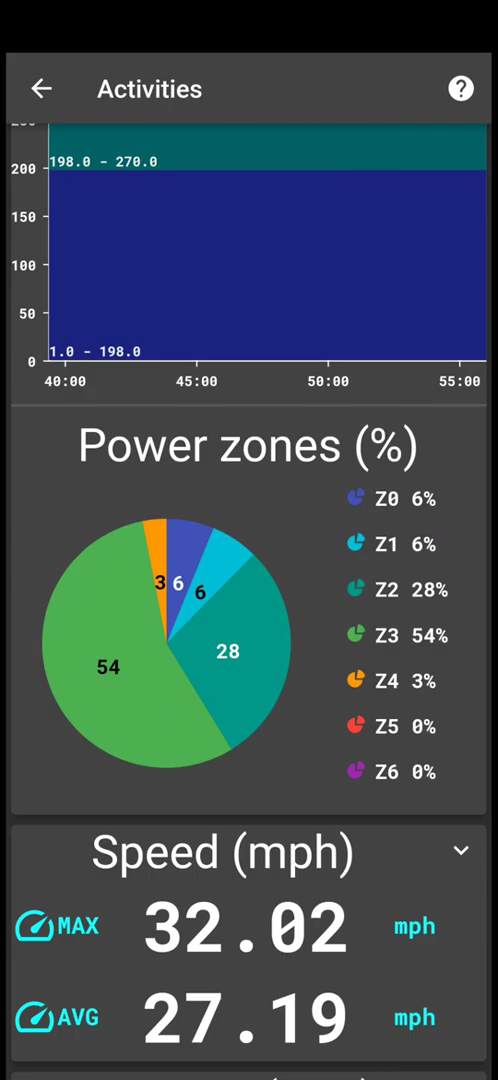 Activities
198.0 - 270.0
200
150
100
50
1.0 - 198.0
0
40:00 45:00 50:00 55:00
Power zones (%)
Z0 6%
Z1 6%
Z2 28%
Z3 54%
Z4 3%
Z5 0%
Z6 0%
3 6 6
28
54
Speed (mph)
MAX 32.02 mph
AVG 27.19 mph